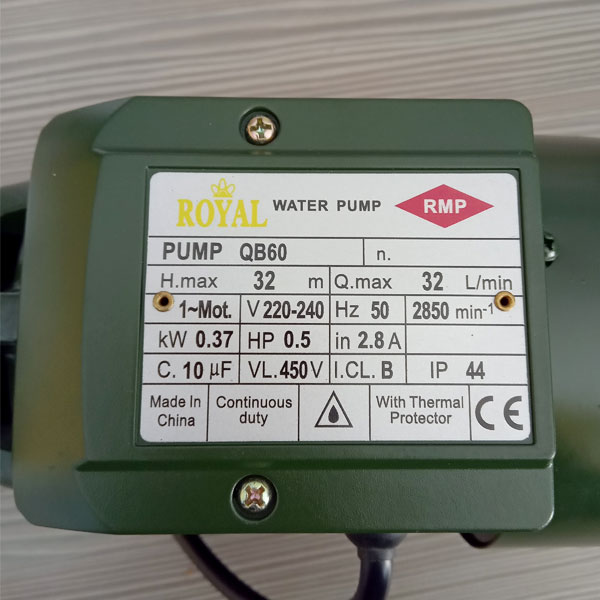 ROYAL WATER PUMP RMP
PUMP QB60 n.
H.max 32 m Q.max 32 L/min
1~Mot. V 220-240 Hz 50 2850 min-1
kW 0.37 HP 0.5 in 2.8 A
C. 10 µF VL. 450 V I.CL. B IP 44
Made In China Continuous duty With Thermal Protector CE